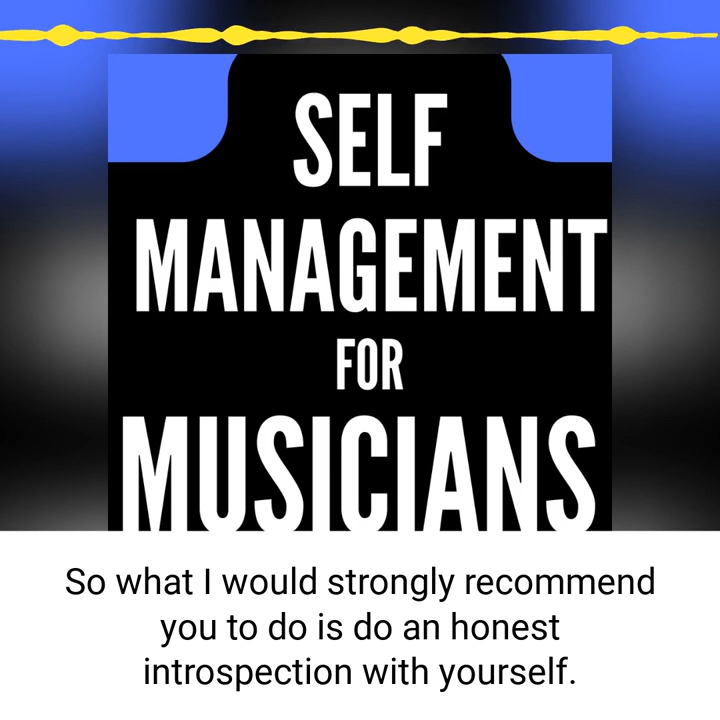 SELF
MANAGEMENT
FOR
MUSICIANS
So what I would strongly recommend
you to do is do an honest
introspection with yourself.